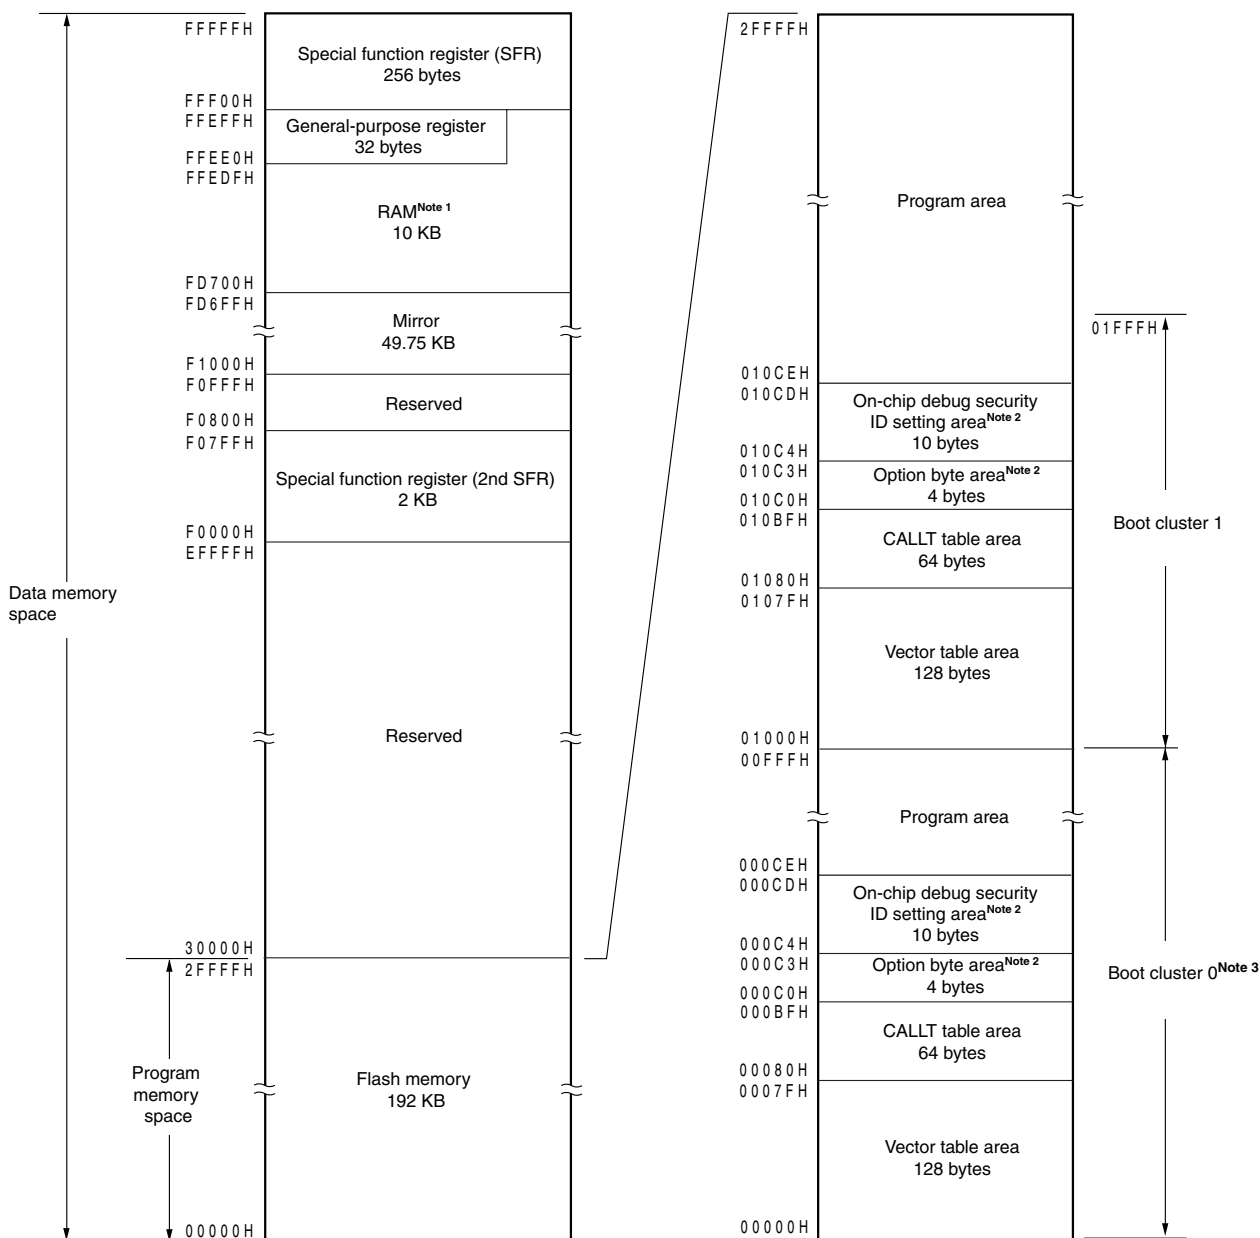 FFFFFH
Special function register (SFR)
256 bytes
FFF00H
FFEFFH
General-purpose register
32 bytes
FFEE0H
FFEDFH
RAMNote 1
10 KB
FD700H
FD6FFH
Mirror
49.75 KB
F1000H
F0FFFH
Reserved
F0800H
F07FFH
Special function register (2nd SFR)
2 KB
F0000H
EFFFFH
Data memory
space
Reserved
30000H
2FFFFH
Program
memory
space
Flash memory
192 KB
00000H
2FFFFH
Program area
01FFFH
010CEH
010CDH
On-chip debug security
ID setting areaNote 2
10 bytes
010C4H
010C3H
Option byte areaNote 2
4 bytes
010C0H
010BFH
CALLT table area
64 bytes
Boot cluster 1
01080H
0107FH
Vector table area
128 bytes
01000H
00FFFH
Program area
000CEH
000CDH
On-chip debug security
ID setting areaNote 2
10 bytes
000C4H
000C3H
Option byte areaNote 2
4 bytes
Boot cluster 0Note 3
000C0H
000BFH
CALLT table area
64 bytes
00080H
0007FH
Vector table area
128 bytes
00000H